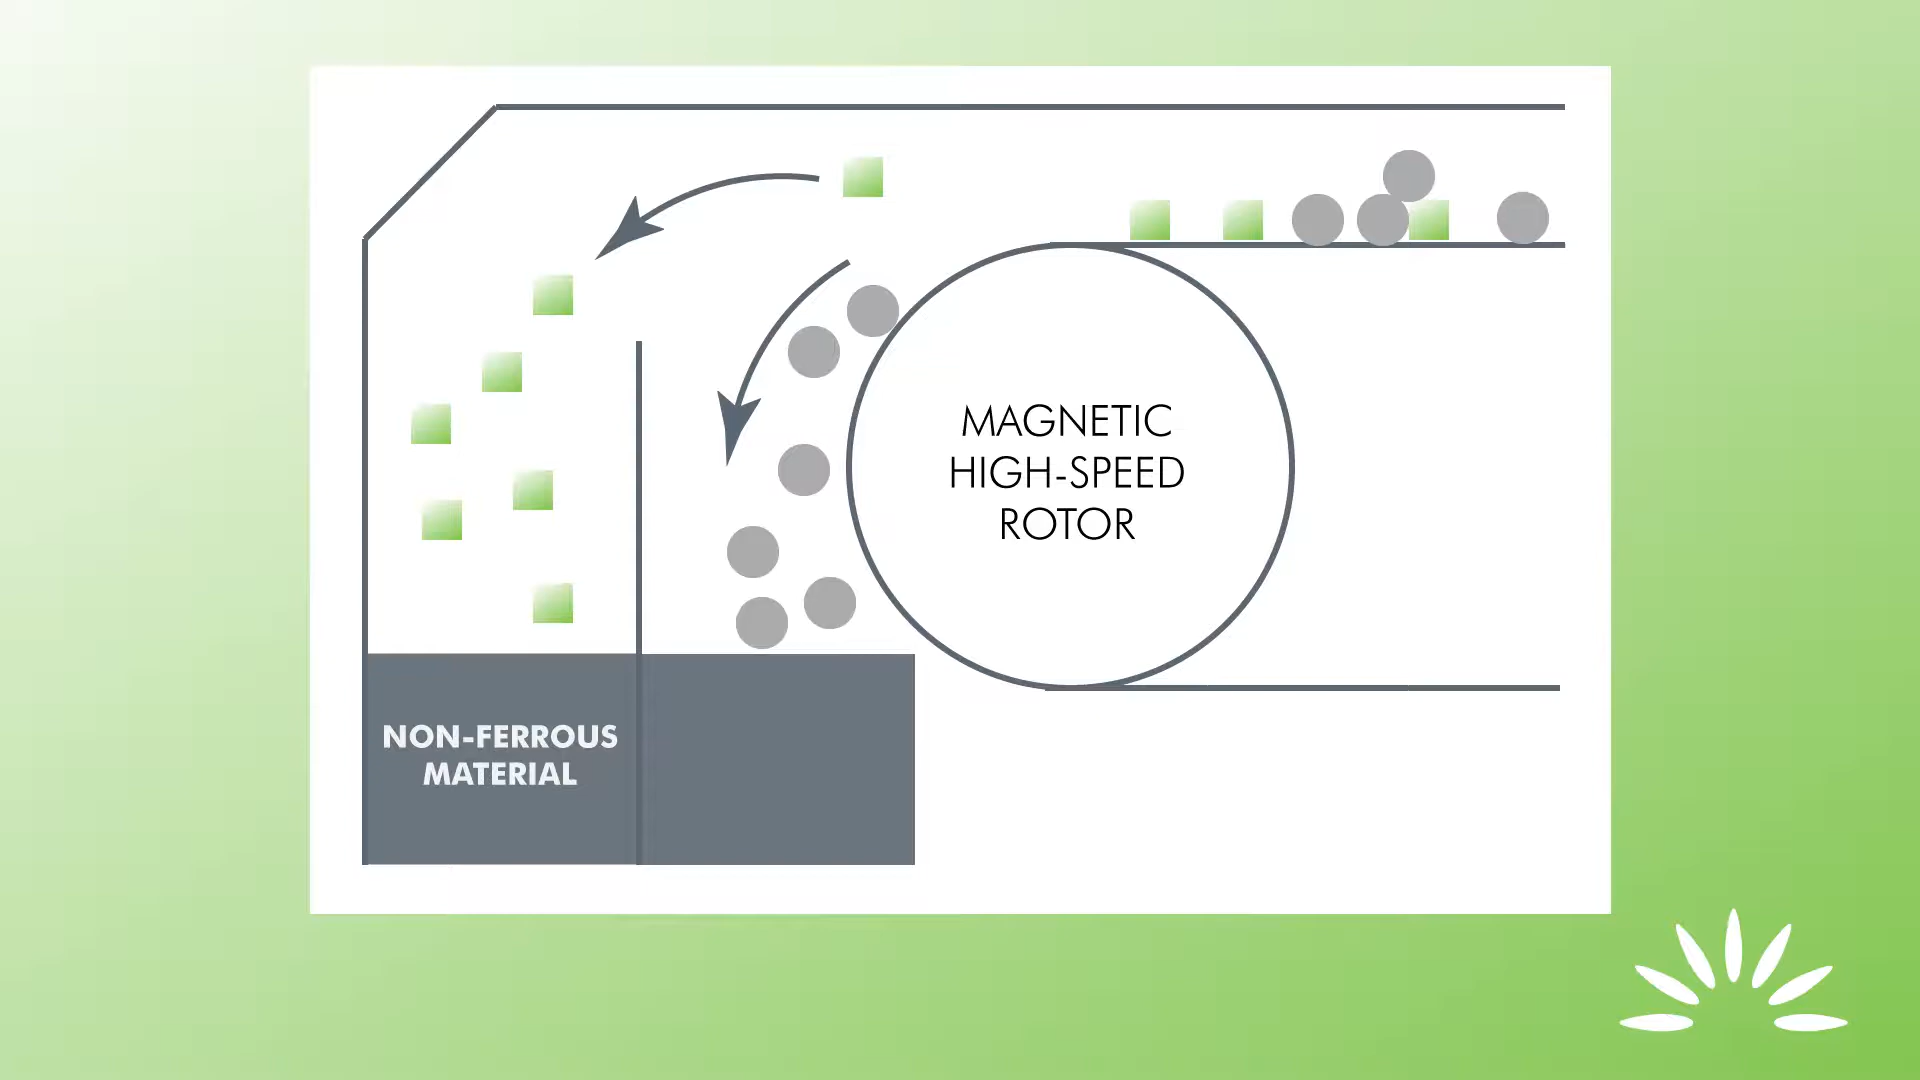 MAGNETIC
HIGH-SPEED
ROTOR
NON-FERROUS
MATERIAL